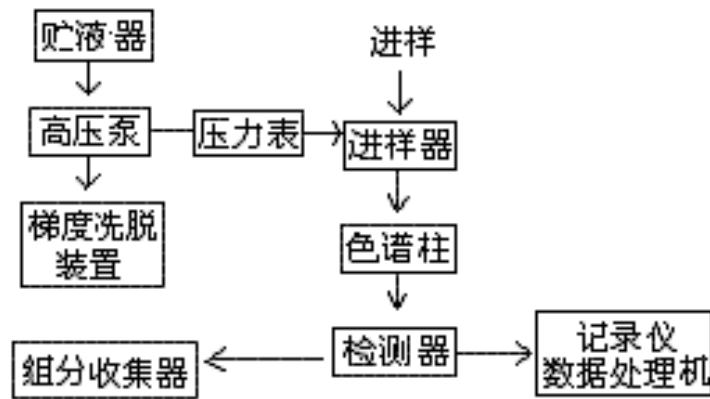 贮液器
进样
高压泵
压力表
进样器
梯度洗脱
装置
色谱柱
检测器
记录仪
数据处理机
组分收集器